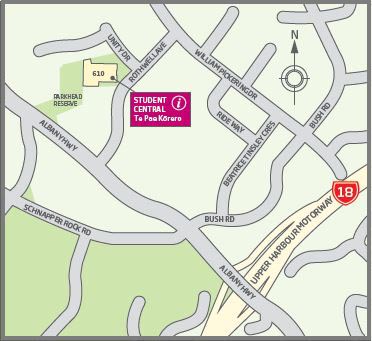 UNITY DR
ROTHWELL AVE
WILLIAM PICKERING DR
N
610
PARKHEAD
RESERVE
STUDENT
CENTRAL
Te Pae Kōrero
i
ALBANY HWY
RIDE WAY
BEATRICE TINSLEY CRES
BUSH RD
18
SCHNAPPER ROCK RD
BUSH RD
UPPER HARBOUR MOTORWAY
ALBANY HWY